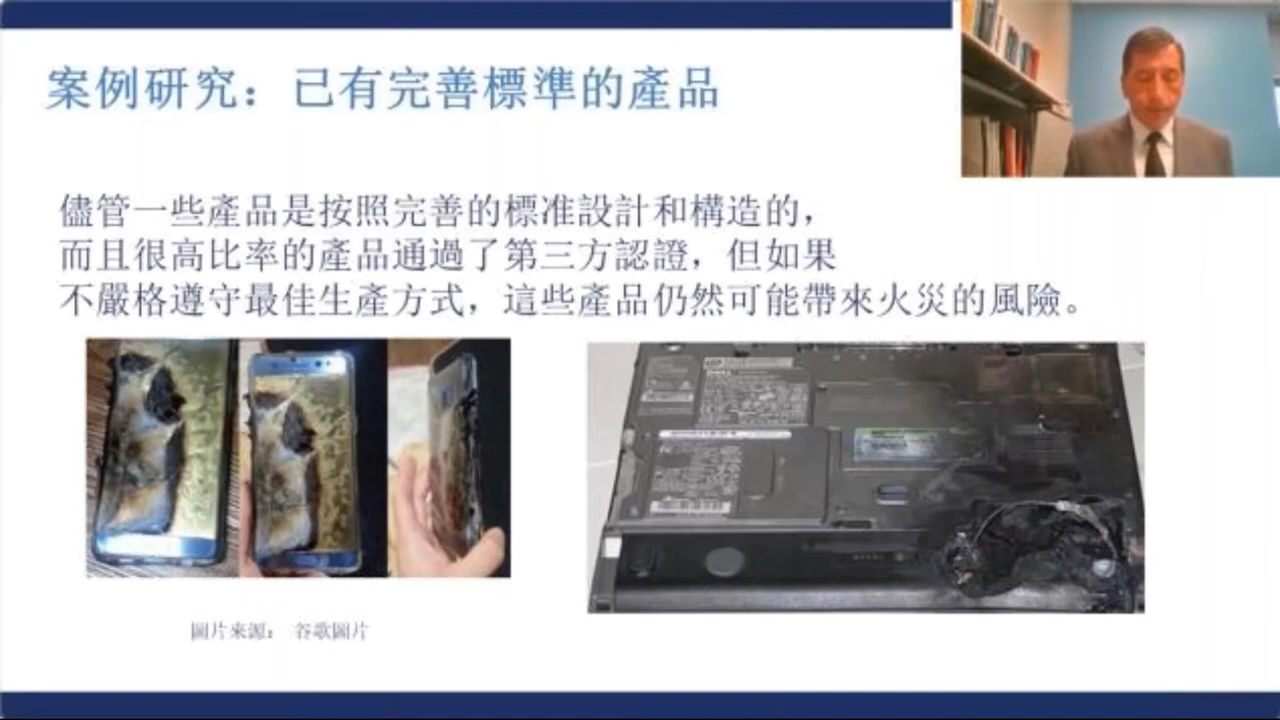 案例研究：已有完善標準的產品
儘管一些產品是按照完善的標准設計和構造的，
而且很高比率的產品通過了第三方認證，但如果
不嚴格遵守最佳生產方式，這些產品仍然可能帶來火災的風險。
DELL
圖片來源： 谷歌圖片